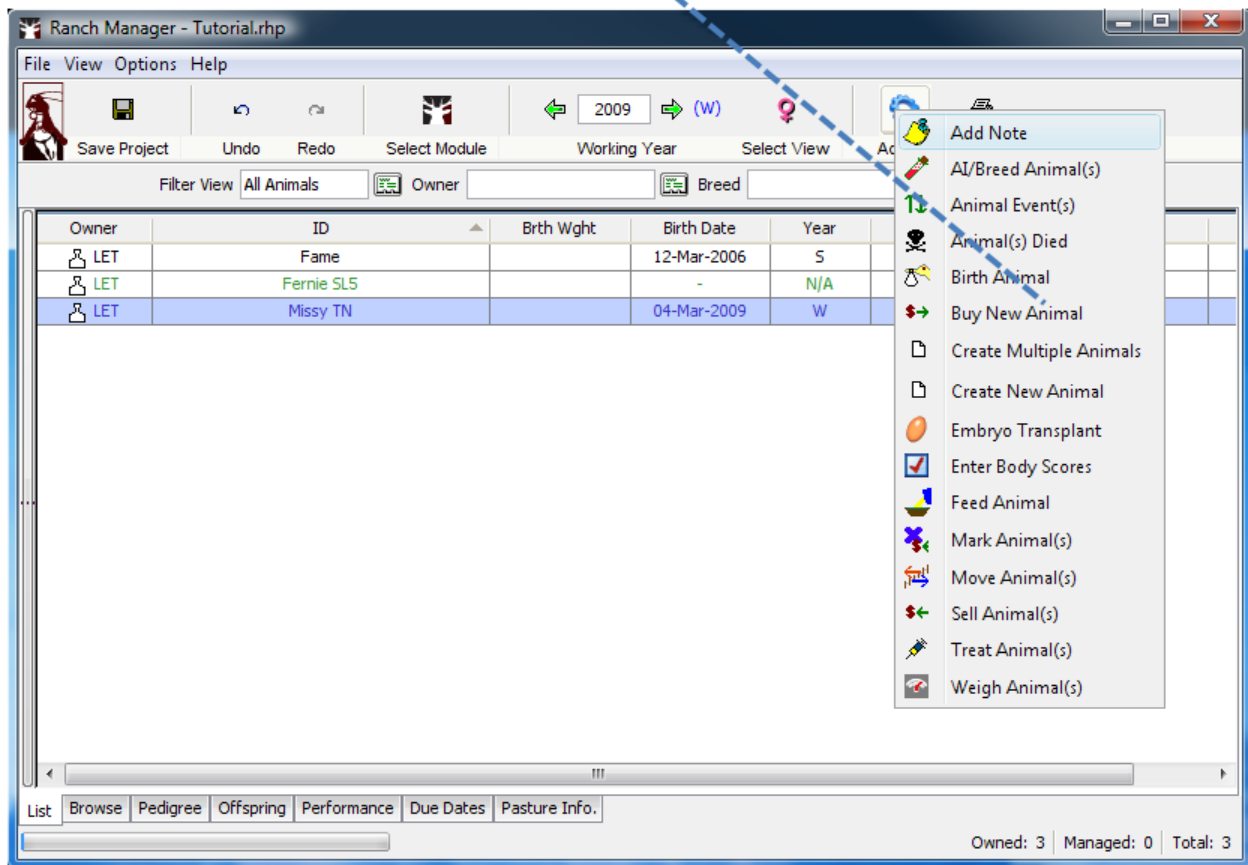 Ranch Manager - Tutorial.rhp
File View Options Help
2009 (W)
Save Project Undo Redo Select Module Working Year Select View
Filter View All Animals Owner Breed
Owner ID Brth Wght Birth Date Year
LET Fame 12-Mar-2006 S
LET Fernie SL5 - N/A
LET Missy TN 04-Mar-2009 W
Add Note
AI/Breed Animal(s)
Animal Event(s)
Animal(s) Died
Birth Animal
Buy New Animal
Create Multiple Animals
Create New Animal
Embryo Transplant
Enter Body Scores
Feed Animal
Mark Animal(s)
Move Animal(s)
Sell Animal(s)
Treat Animal(s)
Weigh Animal(s)
List Browse Pedigree Offspring Performance Due Dates Pasture Info.
Owned: 3 Managed: 0 Total: 3